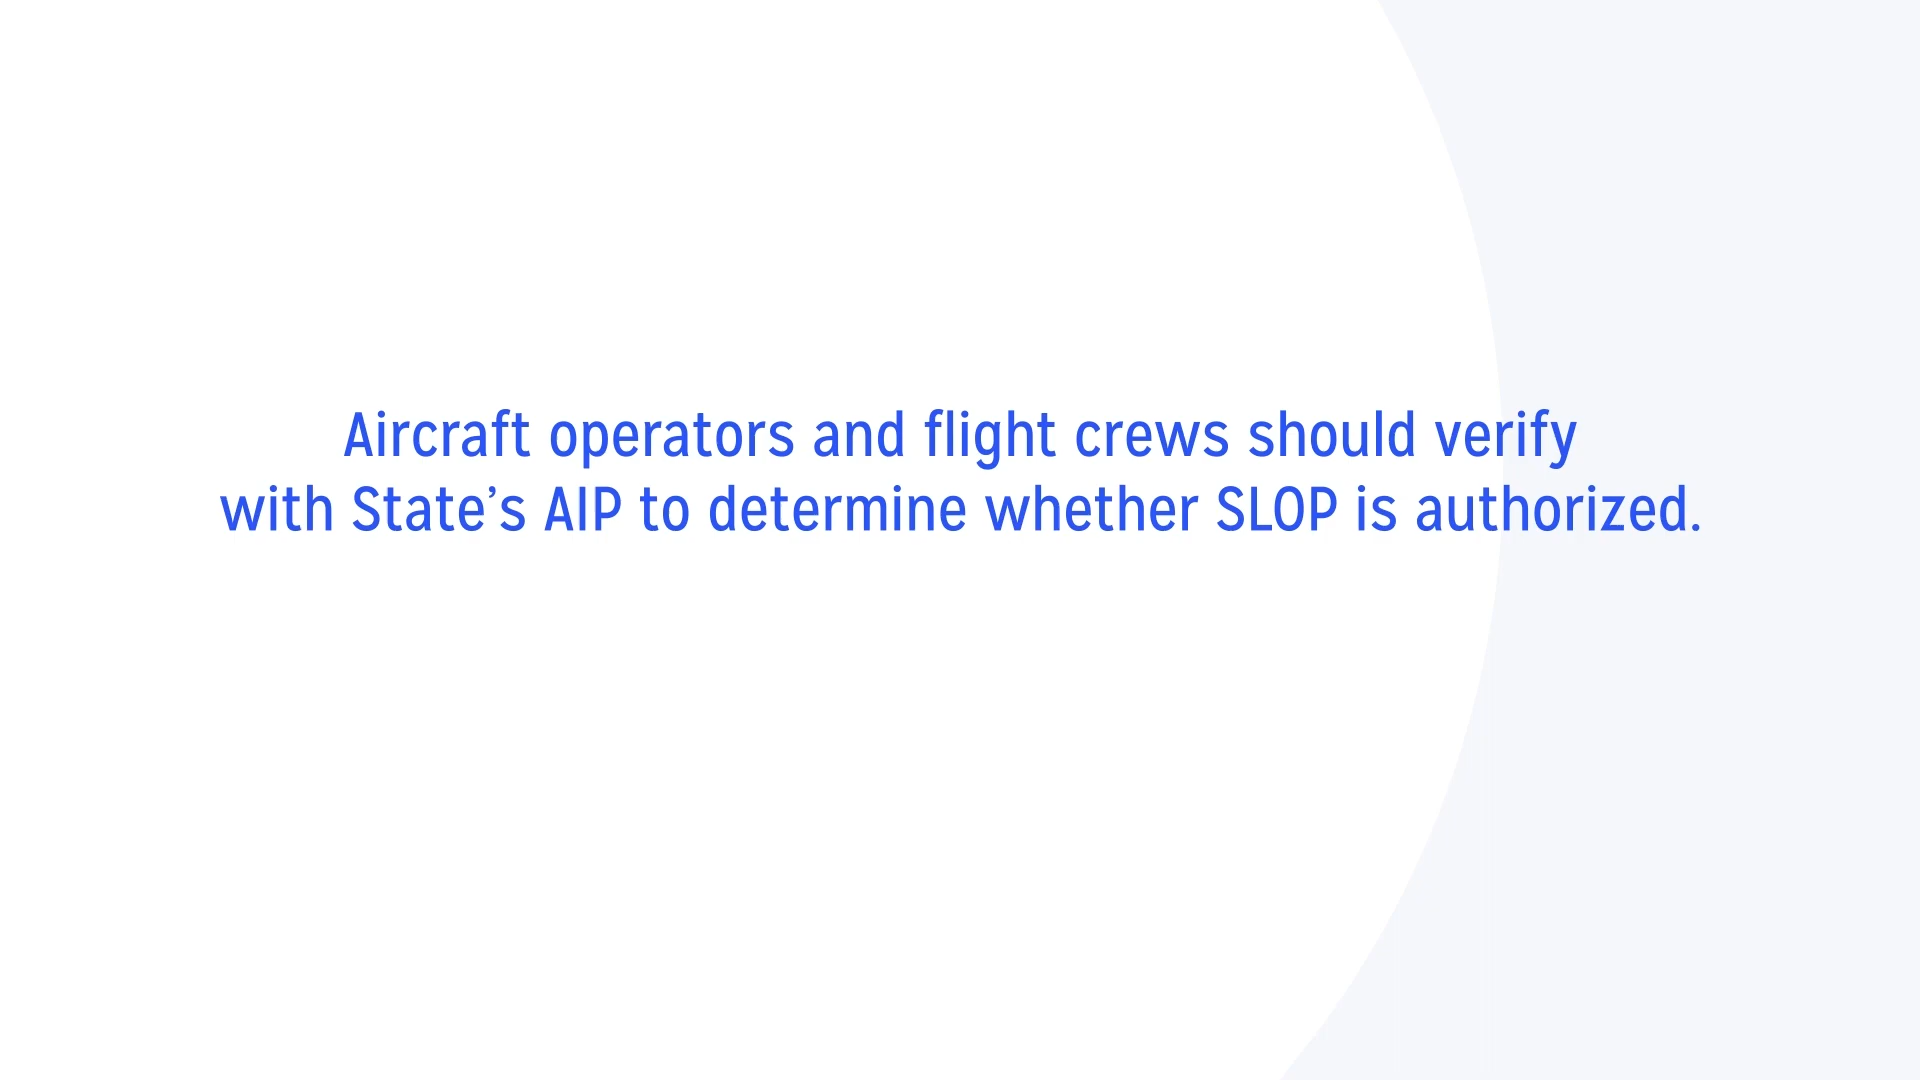 Aircraft operators and flight crews should verify
with State’s AIP to determine whether SLOP is authorized.